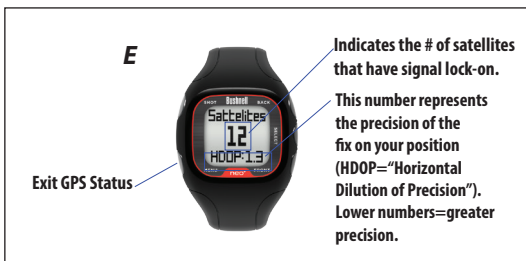 E
Indicates the # of satellites
that have signal lock-on.
This number represents
the precision of the
fix on your position
(HDOP=“Horizontal
Dilution of Precision”).
Lower numbers=greater
precision.
Exit GPS Status
SHOT
Bushnell
BACK
Sattelites
12
HDOP:1.3
SELECT
neo+